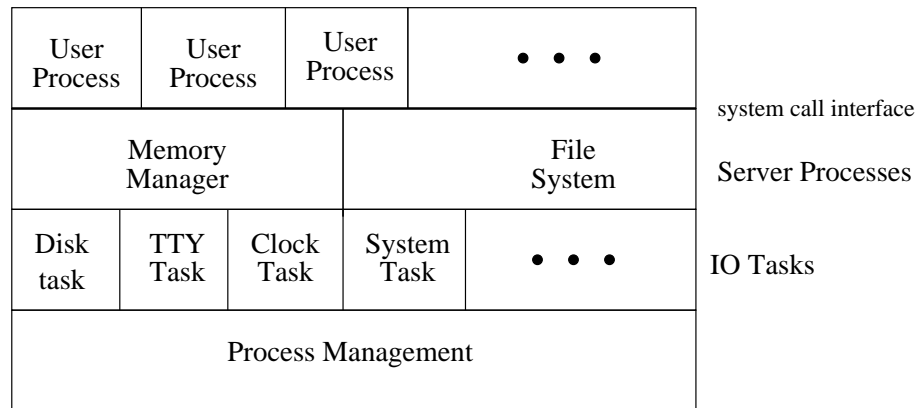 User
Process
User
Process
User
Process
• • •
system call interface
Memory
Manager
File
System
Server Processes
Disk
task
TTY
Task
Clock
Task
System
Task
• • •
IO Tasks
Process Management